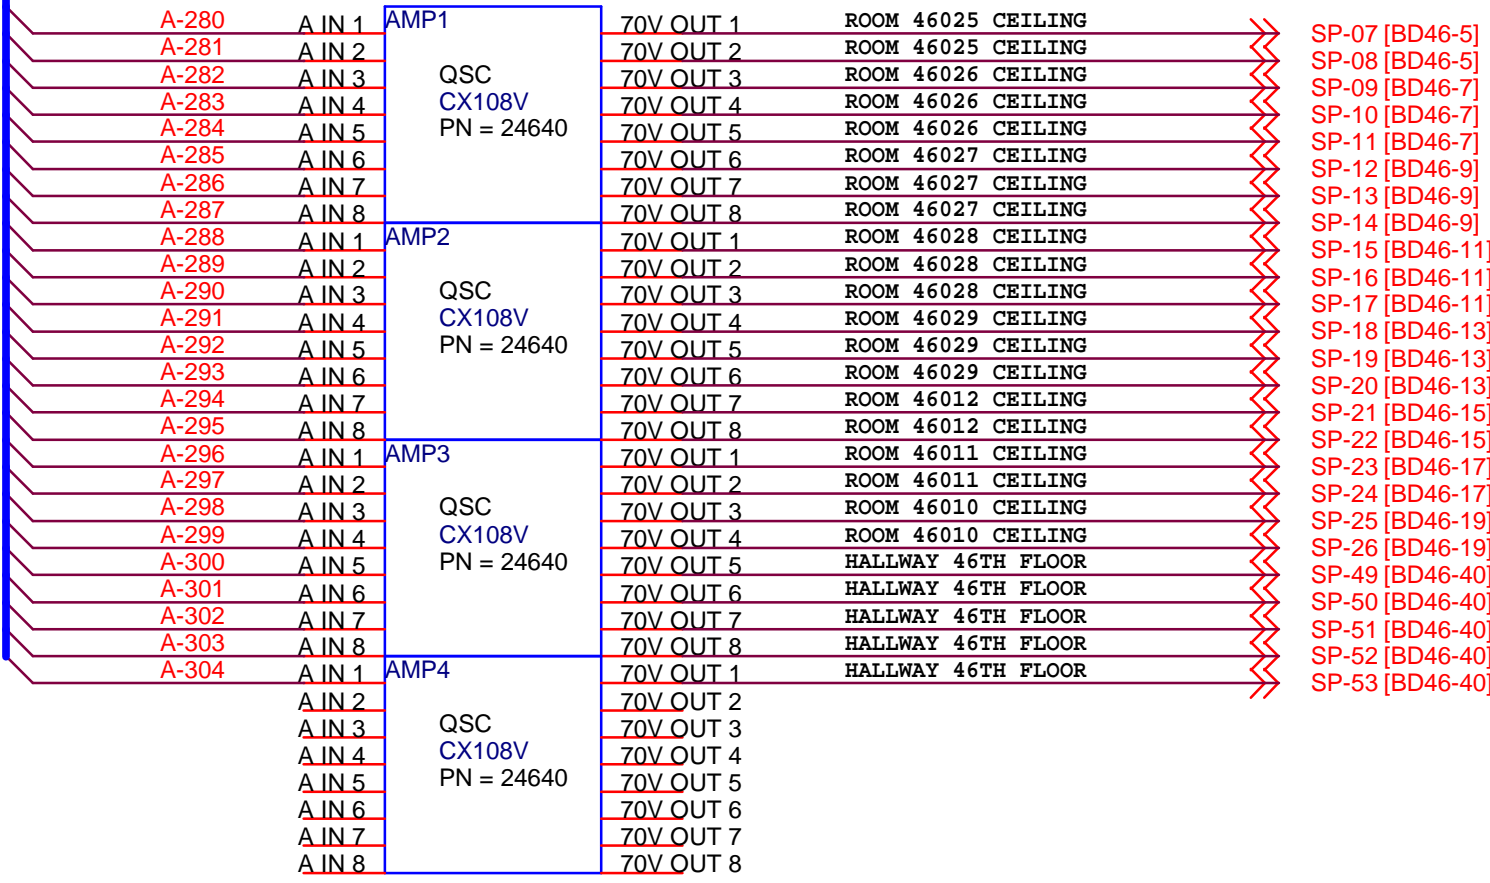 A-280 A IN 1 AMP1 70V OUT 1 ROOM 46025 CEILING SP-07 [BD46-5]
A-281 A IN 2 70V OUT 2 ROOM 46025 CEILING SP-08 [BD46-5]
A-282 A IN 3 QSC 70V OUT 3 ROOM 46026 CEILING SP-09 [BD46-7]
A-283 A IN 4 CX108V 70V OUT 4 ROOM 46026 CEILING SP-10 [BD46-7]
A-284 A IN 5 PN = 24640 70V OUT 5 ROOM 46026 CEILING SP-11 [BD46-7]
A-285 A IN 6 70V OUT 6 ROOM 46027 CEILING SP-12 [BD46-9]
A-286 A IN 7 70V OUT 7 ROOM 46027 CEILING SP-13 [BD46-9]
A-287 A IN 8 70V OUT 8 ROOM 46027 CEILING SP-14 [BD46-9]
A-288 A IN 1 AMP2 70V OUT 1 ROOM 46028 CEILING SP-15 [BD46-11]
A-289 A IN 2 70V OUT 2 ROOM 46028 CEILING SP-16 [BD46-11]
A-290 A IN 3 QSC 70V OUT 3 ROOM 46028 CEILING SP-17 [BD46-11]
A-291 A IN 4 CX108V 70V OUT 4 ROOM 46029 CEILING SP-18 [BD46-13]
A-292 A IN 5 PN = 24640 70V OUT 5 ROOM 46029 CEILING SP-19 [BD46-13]
A-293 A IN 6 70V OUT 6 ROOM 46029 CEILING SP-20 [BD46-13]
A-294 A IN 7 70V OUT 7 ROOM 46012 CEILING SP-21 [BD46-15]
A-295 A IN 8 70V OUT 8 ROOM 46012 CEILING SP-22 [BD46-15]
A-296 A IN 1 AMP3 70V OUT 1 ROOM 46011 CEILING SP-23 [BD46-17]
A-297 A IN 2 70V OUT 2 ROOM 46011 CEILING SP-24 [BD46-17]
A-298 A IN 3 QSC 70V OUT 3 ROOM 46010 CEILING SP-25 [BD46-19]
A-299 A IN 4 CX108V 70V OUT 4 ROOM 46010 CEILING SP-26 [BD46-19]
A-300 A IN 5 PN = 24640 70V OUT 5 HALLWAY 46TH FLOOR SP-49 [BD46-40]
A-301 A IN 6 70V OUT 6 HALLWAY 46TH FLOOR SP-50 [BD46-40]
A-302 A IN 7 70V OUT 7 HALLWAY 46TH FLOOR SP-51 [BD46-40]
A-303 A IN 8 70V OUT 8 HALLWAY 46TH FLOOR SP-52 [BD46-40]
A-304 A IN 1 AMP4 70V OUT 1 HALLWAY 46TH FLOOR SP-53 [BD46-40]
A IN 2 70V OUT 2
A IN 3 QSC 70V OUT 3
A IN 4 CX108V 70V OUT 4
A IN 5 PN = 24640 70V OUT 5
A IN 6 70V OUT 6
A IN 7 70V OUT 7
A IN 8 70V OUT 8